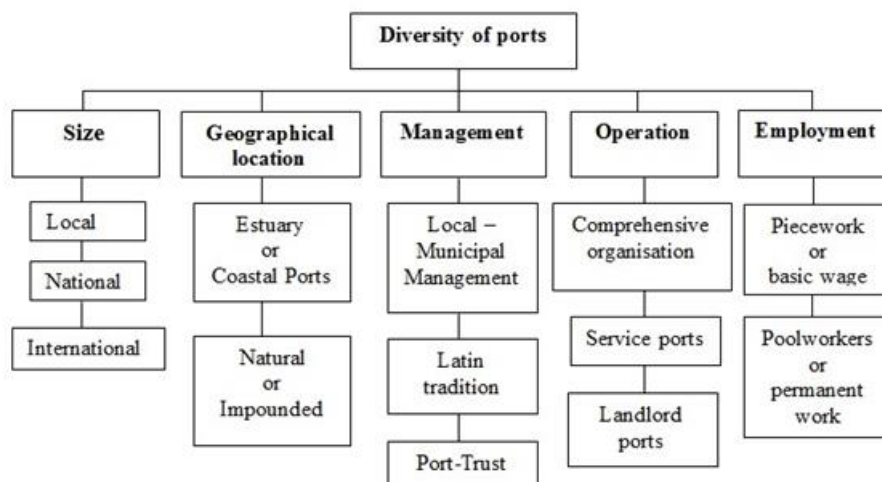 Diversity of ports
Size
Geographical
location
Management
Operation
Employment
Local
National
International
Estuary
or
Coastal Ports
Natural
or
Impounded
Local –
Municipal
Management
Latin
tradition
Port-Trust
Comprehensive
organisation
Service ports
Landlord
ports
Piecework
or
basic wage
Poolworkers
or
permanent
work